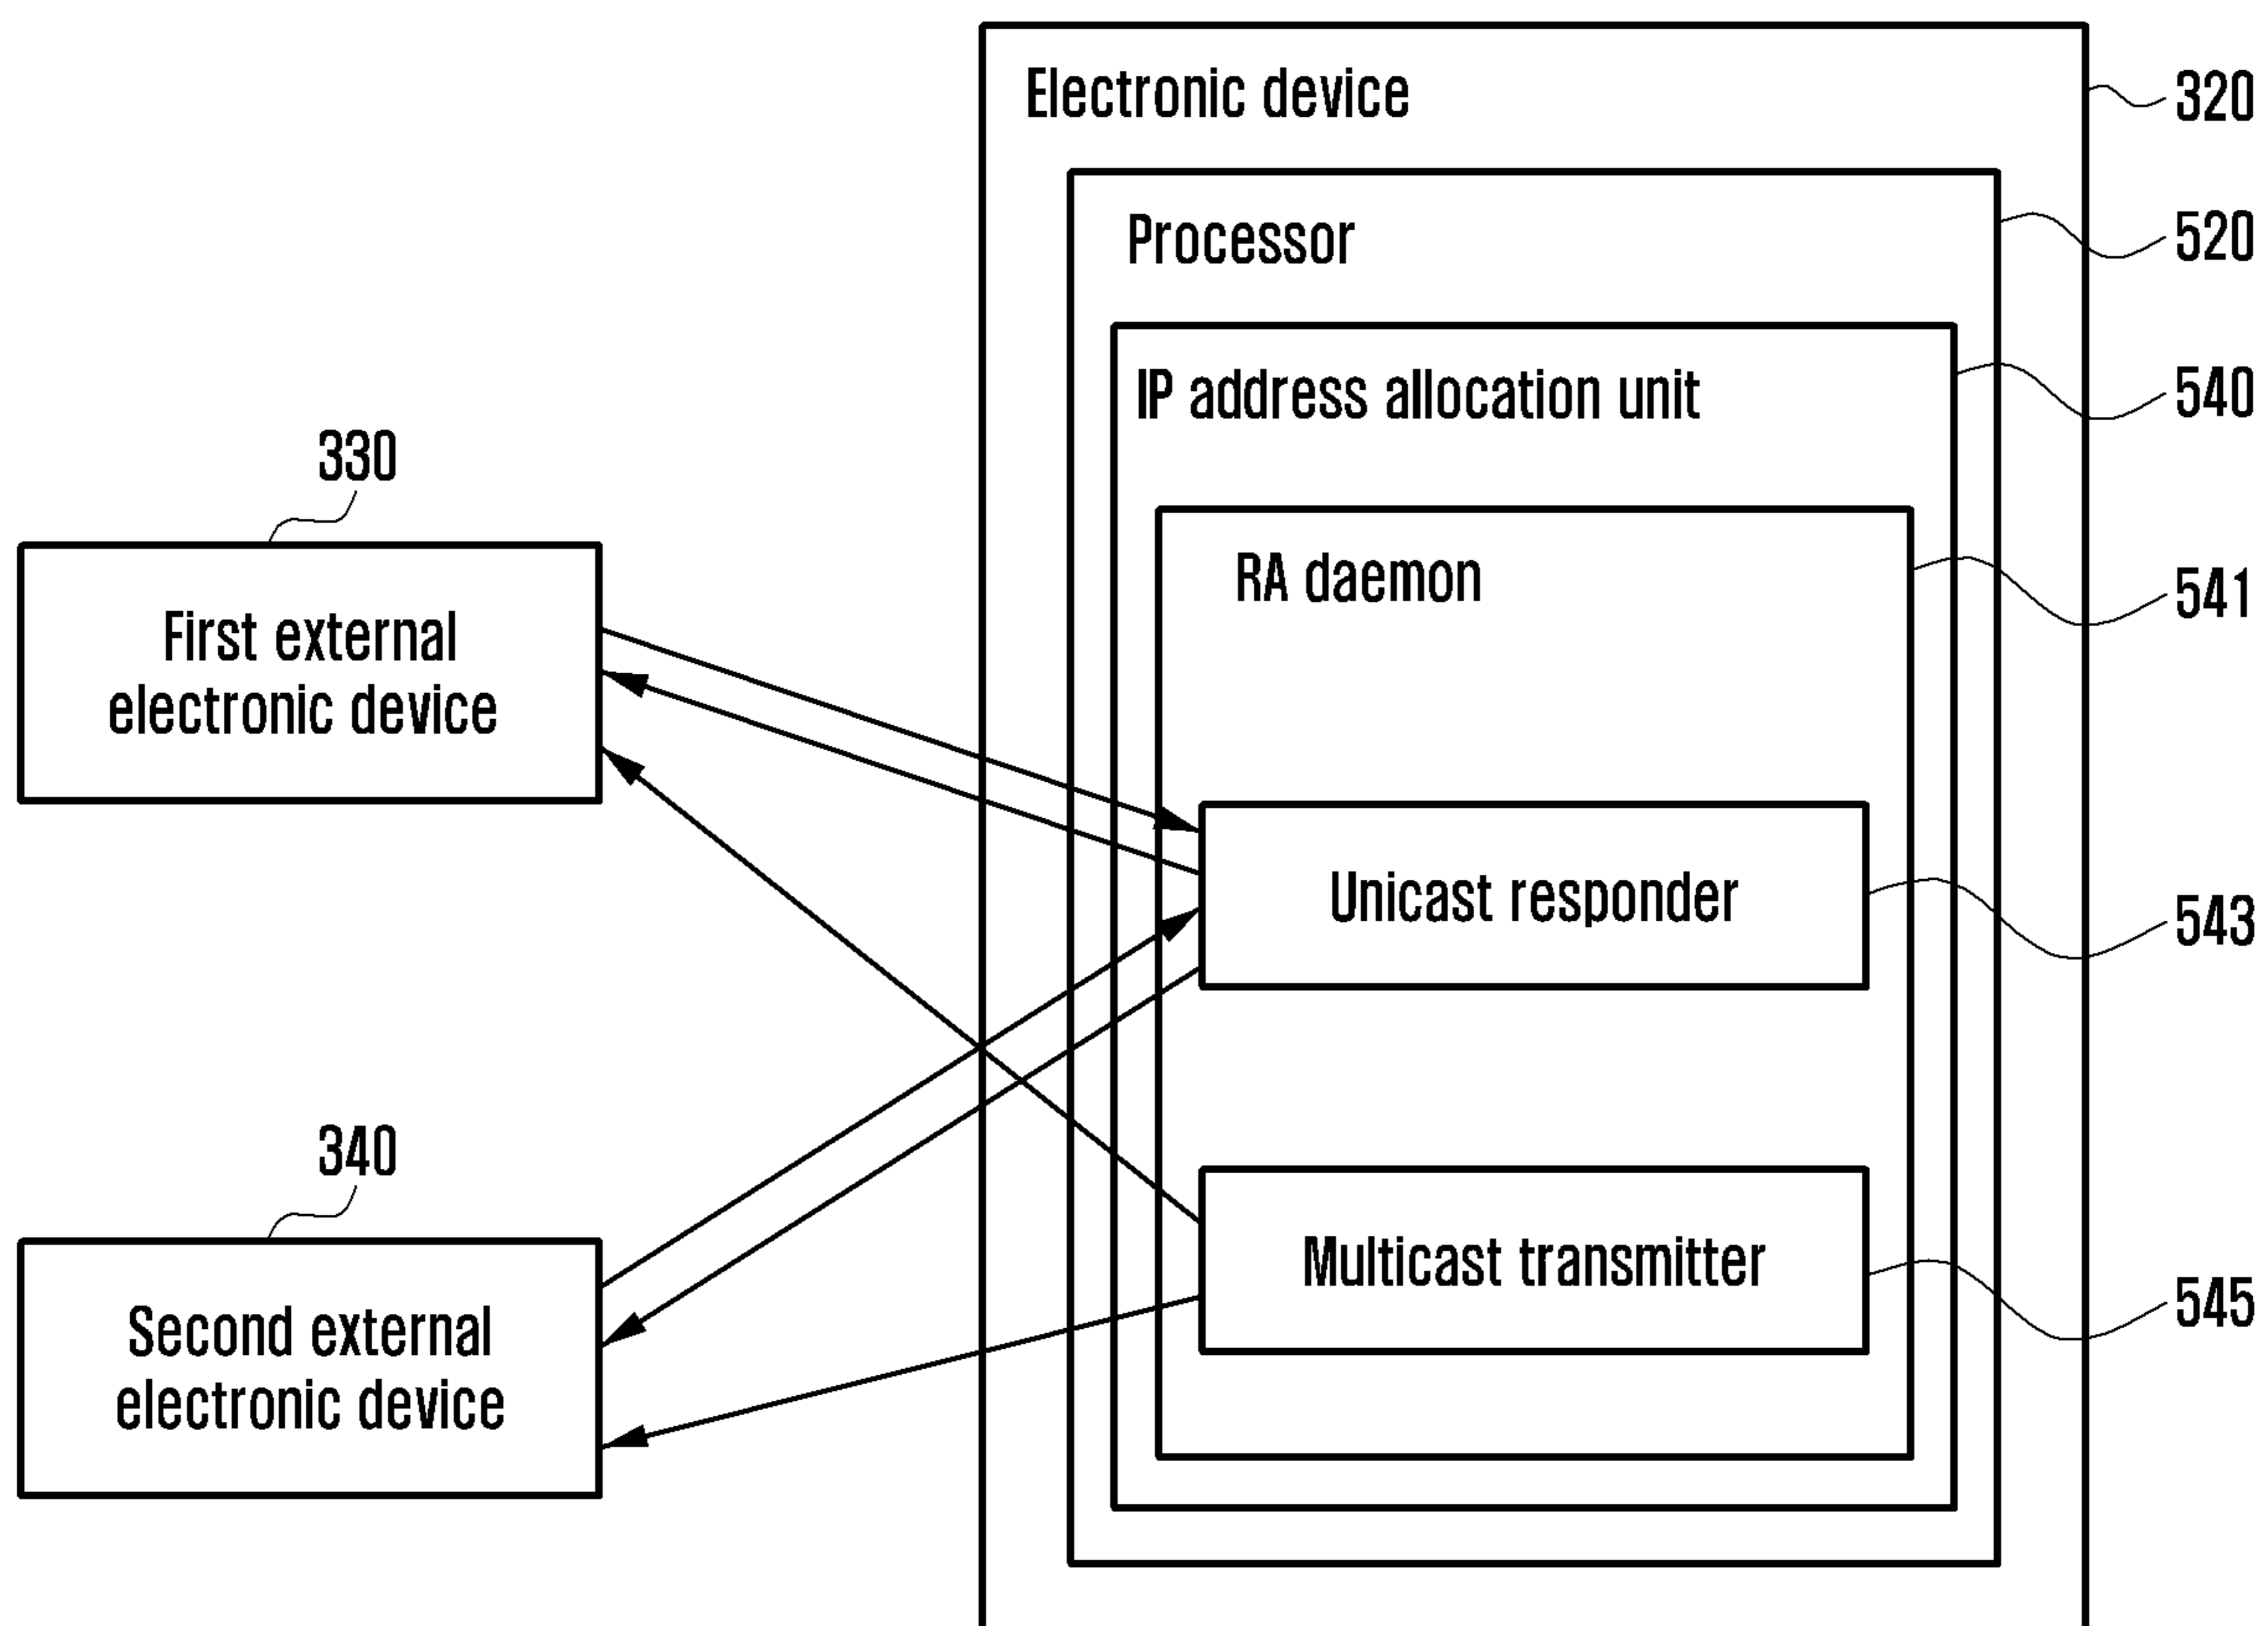 Electronic device
320
Processor
520
IP address allocation unit
540
330
RA daemon
541
First external
electronic device
Unicast responder
543
340
Multicast transmitter
545
Second external
electronic device